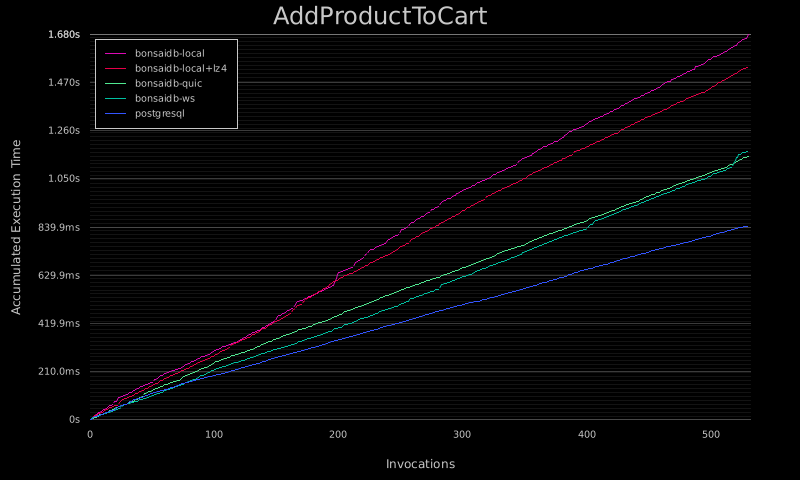 AddProductToCart
1.680s
bonsaidb-local
bonsaidb-local+lz4
bonsaidb-quic
bonsaidb-ws
postgresql
1.470s
1.260s
1.050s
839.9ms
629.9ms
419.9ms
210.0ms
0s
Accumulated Execution Time
0 100 200 300 400 500
Invocations